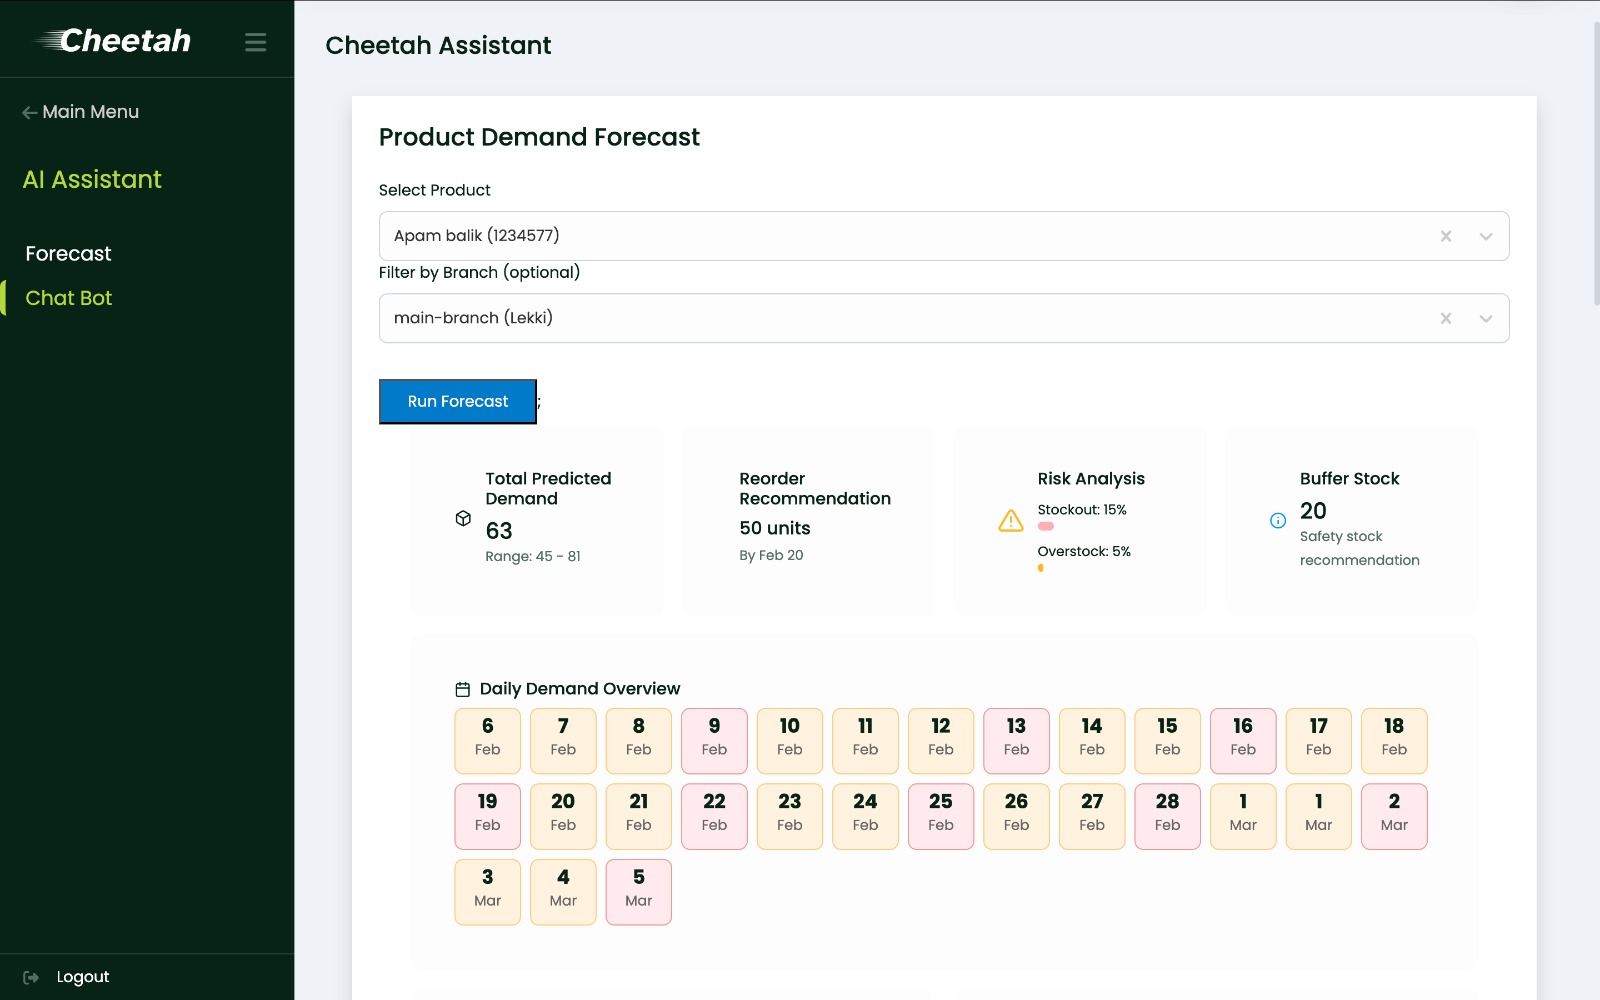 Cheetah
Main Menu
AI Assistant
Forecast
Chat Bot
Logout
Cheetah Assistant
Product Demand Forecast
Select Product
Apam balik (1234577)
Filter by Branch (optional)
main-branch (Lekki)
Run Forecast ;
Total Predicted
Demand
63
Range: 45 - 81
Reorder
Recommendation
50 units
By Feb 20
Risk Analysis
Stockout: 15%
Overstock: 5%
Buffer Stock
20
Safety stock
recommendation
Daily Demand Overview
6 7 8 9 10 11 12 13 14 15 16 17 18
Feb Feb Feb Feb Feb Feb Feb Feb Feb Feb Feb Feb Feb
19 20 21 22 23 24 25 26 27 28 1 1 2
Feb Feb Feb Feb Feb Feb Feb Feb Feb Feb Mar Mar Mar
3 4 5
Mar Mar Mar